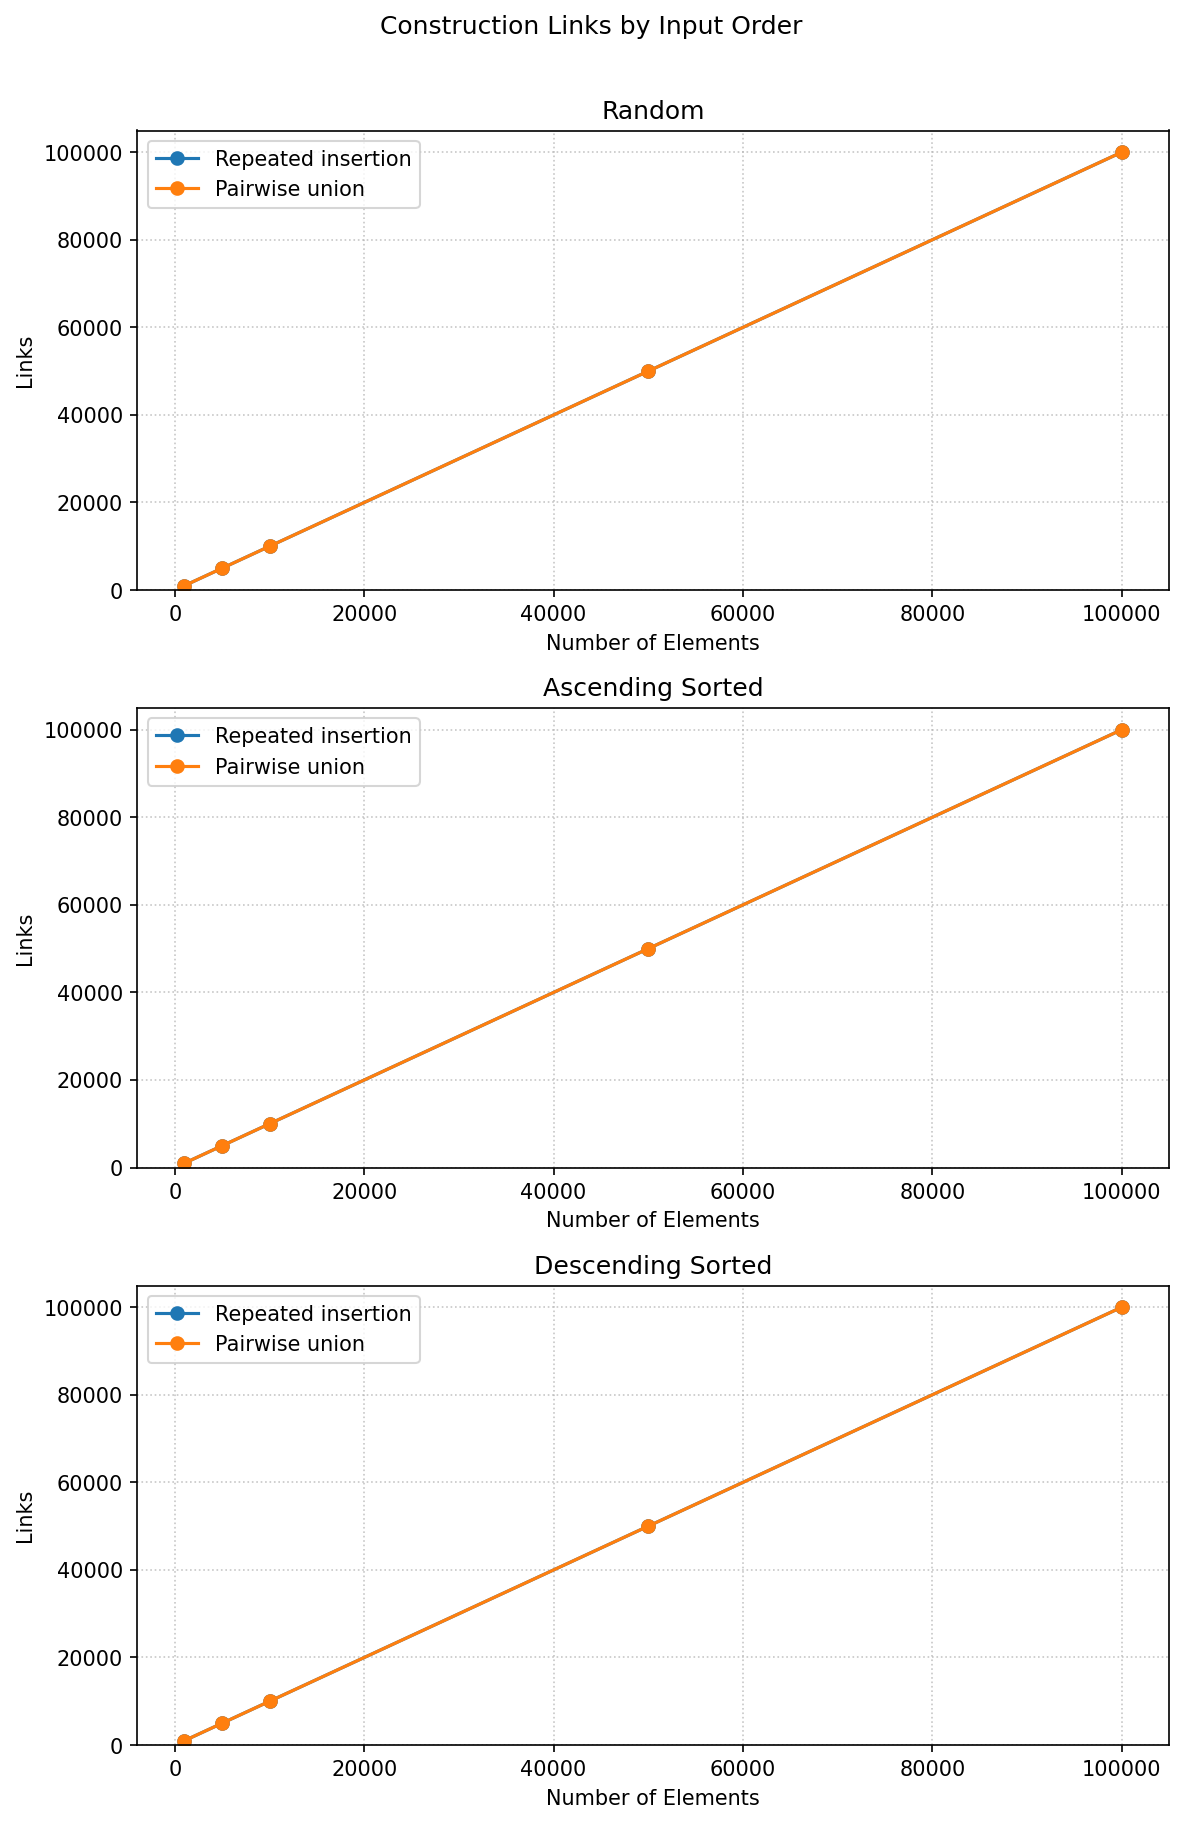 Construction Links by Input Order
Random
100000
80000
60000
40000
20000
0
Links
Repeated insertion
Pairwise union
0 20000 40000 60000 80000 100000
Number of Elements
Ascending Sorted
100000
80000
60000
40000
20000
0
Links
Repeated insertion
Pairwise union
0 20000 40000 60000 80000 100000
Number of Elements
Descending Sorted
100000
80000
60000
40000
20000
0
Links
Repeated insertion
Pairwise union
0 20000 40000 60000 80000 100000
Number of Elements